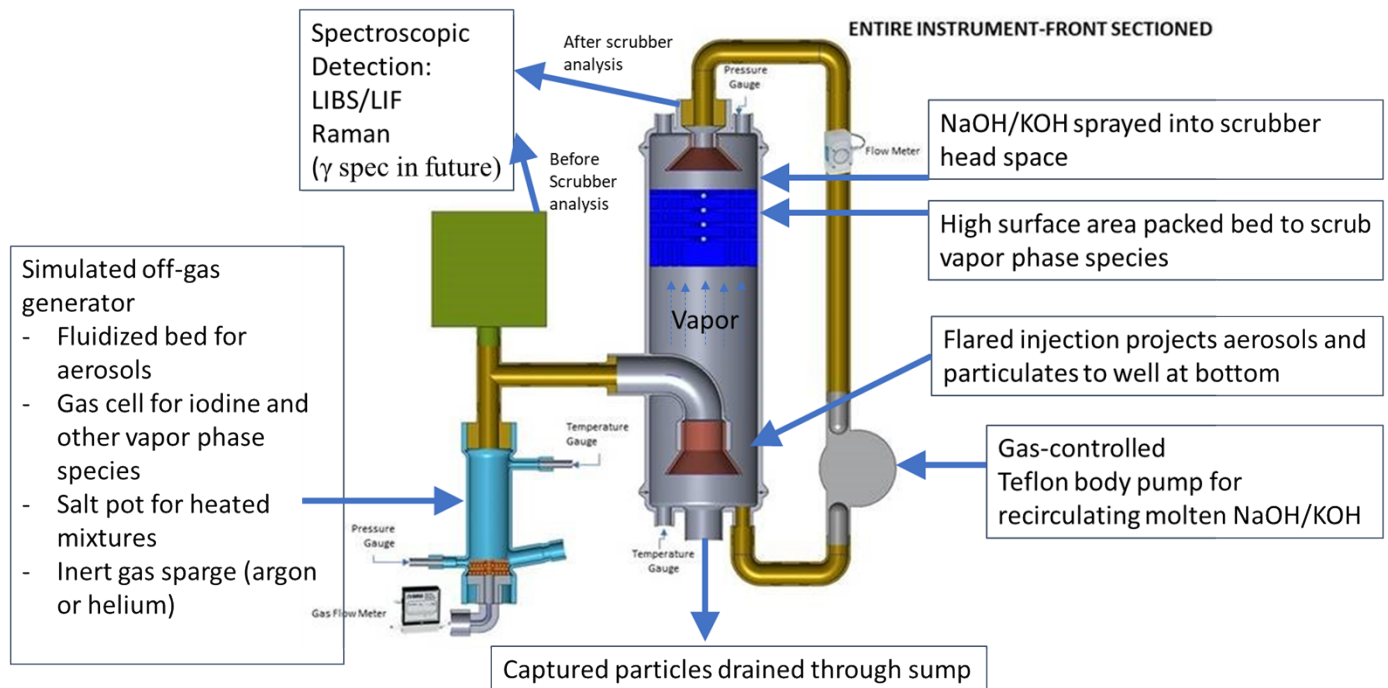 ENTIRE INSTRUMENT-FRONT SECTIONED
Spectroscopic
Detection:
LIBS/LIF
Raman
(γ spec in future)
After scrubber
analysis
Before
Scrubber
analysis
Pressure
Gauge
Flow Meter
NaOH/KOH sprayed into scrubber
head space
High surface area packed bed to scrub
vapor phase species
Simulated off-gas
generator
- Fluidized bed for
aerosols
- Gas cell for iodine and
other vapor phase
species
- Salt pot for heated
mixtures
- Inert gas sparge (argon
or helium)
Vapor
Flared injection projects aerosols and
particulates to well at bottom
Temperature
Gauge
Gas-controlled
Teflon body pump for
recirculating molten NaOH/KOH
Pressure
Gauge
Temperature
Gauge
Gas Flow Meter
Captured particles drained through sump